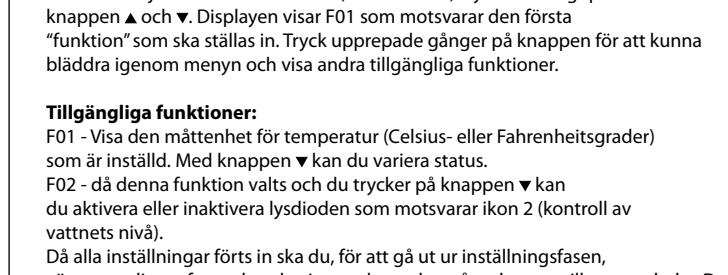 knappen ▲ och ▼. Displayen visar F01 som motsvarar den första
“funktion” som ska ställas in. Tryck upprepade gånger på knappen för att kunna
bläddra igenom menyn och visa andra tillgängliga funktioner.
Tillgängliga funktioner:
F01 - Visa den måttenhet för temperatur (Celsius- eller Fahrenheitsgrader)
som är inställd. Med knappen ▼ kan du variera status.
F02 - då denna funktion valts och du trycker på knappen ▼ kan
du aktivera eller inaktivera lysdioden som motsvarar ikon 2 (kontroll av
vattnets nivå).
Då alla inställningar förts in ska du, för att gå ut ur inställningsfasen,